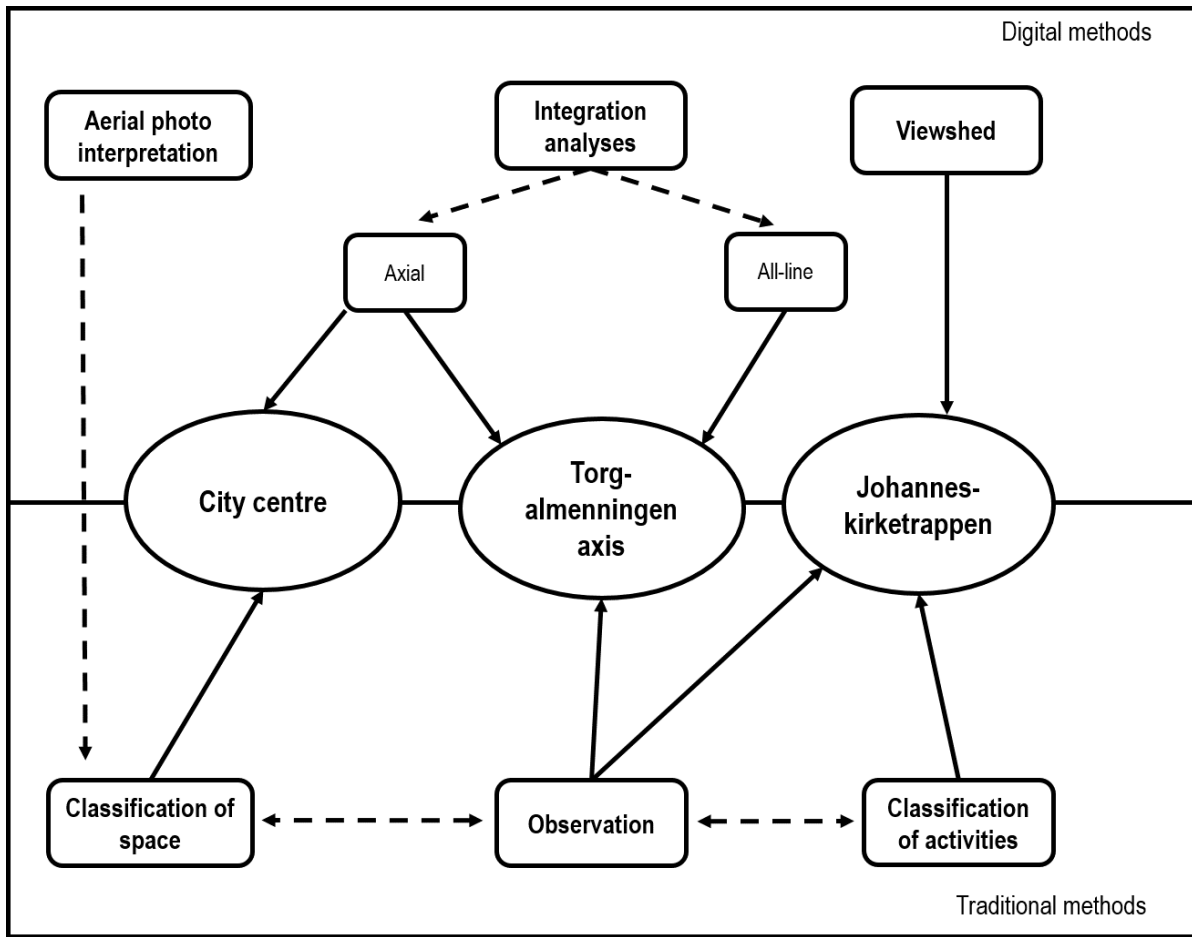 Digital methods
Aerial photo
interpretation
Integration
analyses
Viewshed
Axial
All-line
City centre
Torg-
almenningen
axis
Johannes-
kirketrappen
Classification of
space
Observation
Classification
of activities
Traditional methods